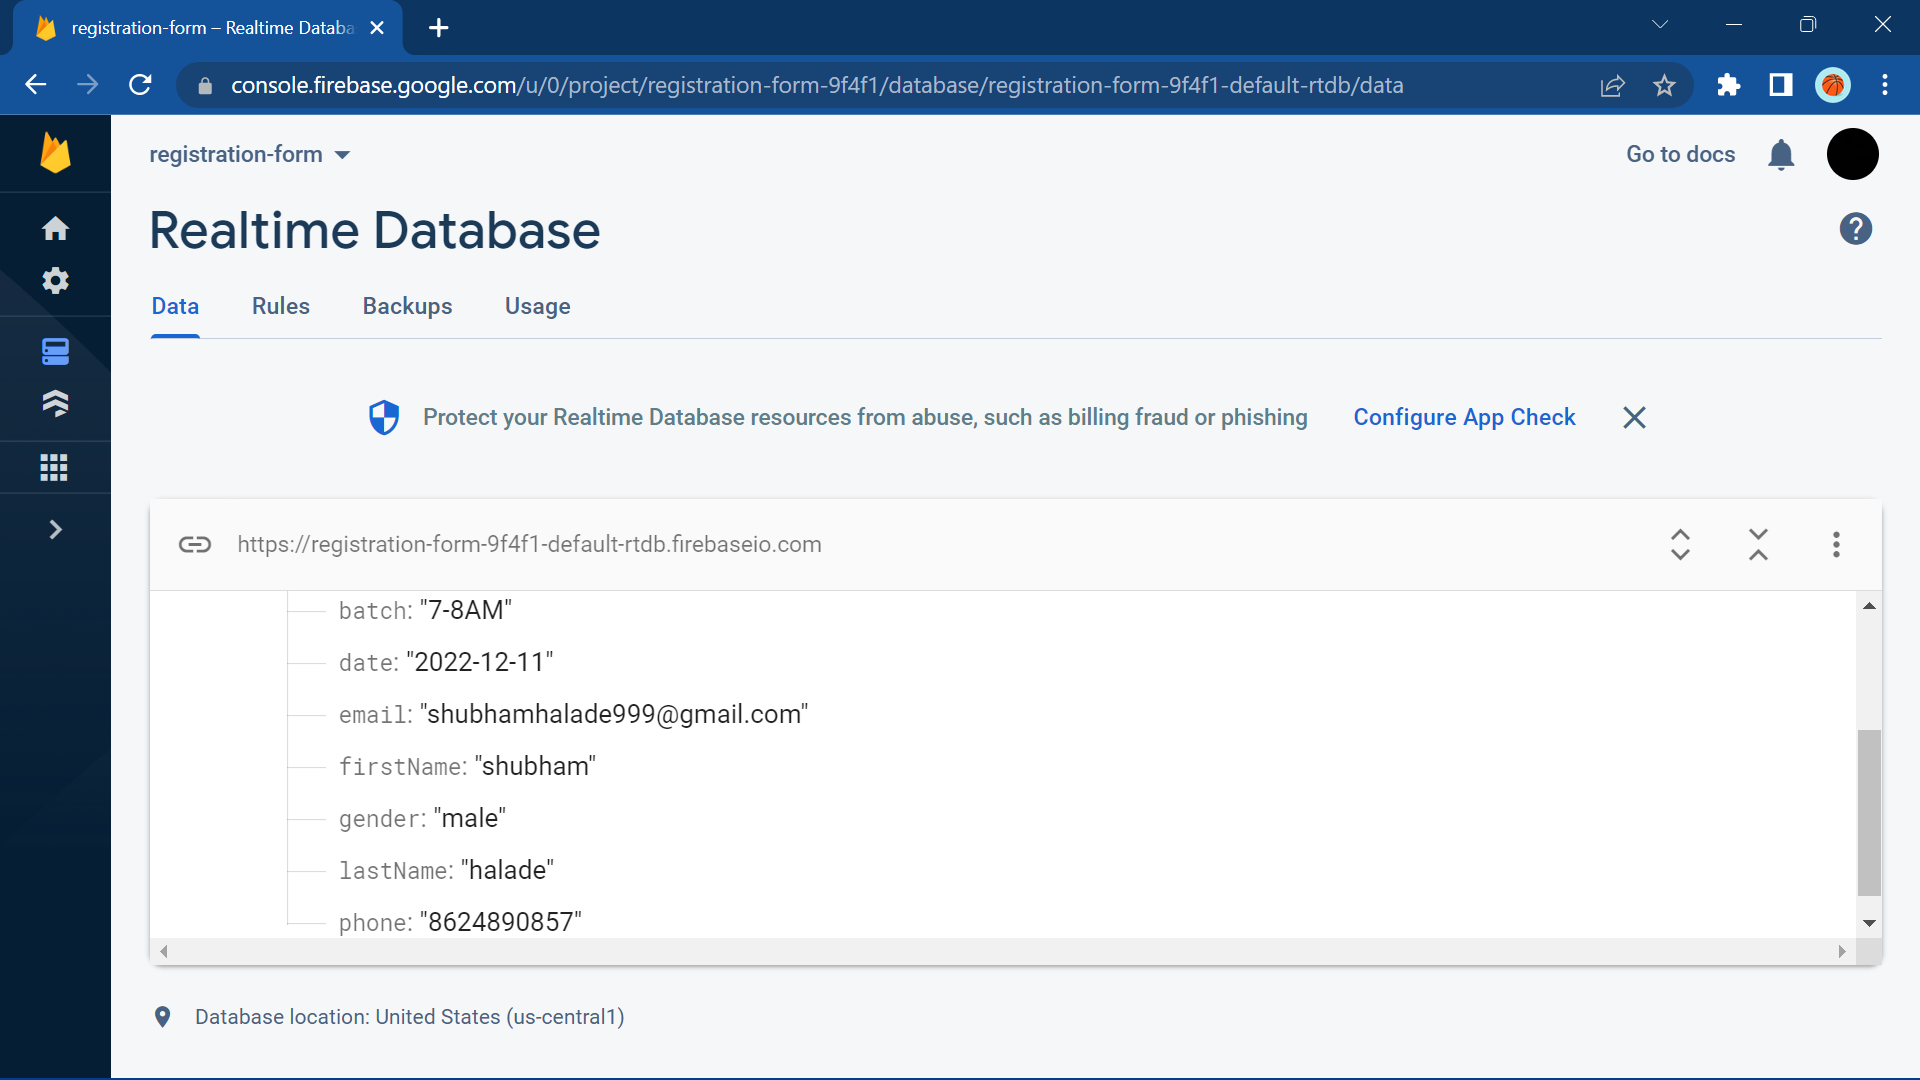 registration-form – Realtime Databa
console.firebase.google.com/u/0/project/registration-form-9f4f1/database/registration-form-9f4f1-default-rtdb/data
registration-form
Go to docs
Realtime Database
Data Rules Backups Usage
Protect your Realtime Database resources from abuse, such as billing fraud or phishing Configure App Check
https://registration-form-9f4f1-default-rtdb.firebaseio.com
batch: "7-8AM"
date: "2022-12-11"
email: "shubhamhalade999@gmail.com"
firstName: "shubham"
gender: "male"
lastName: "halade"
phone: "8624890857"
Database location: United States (us-central1)